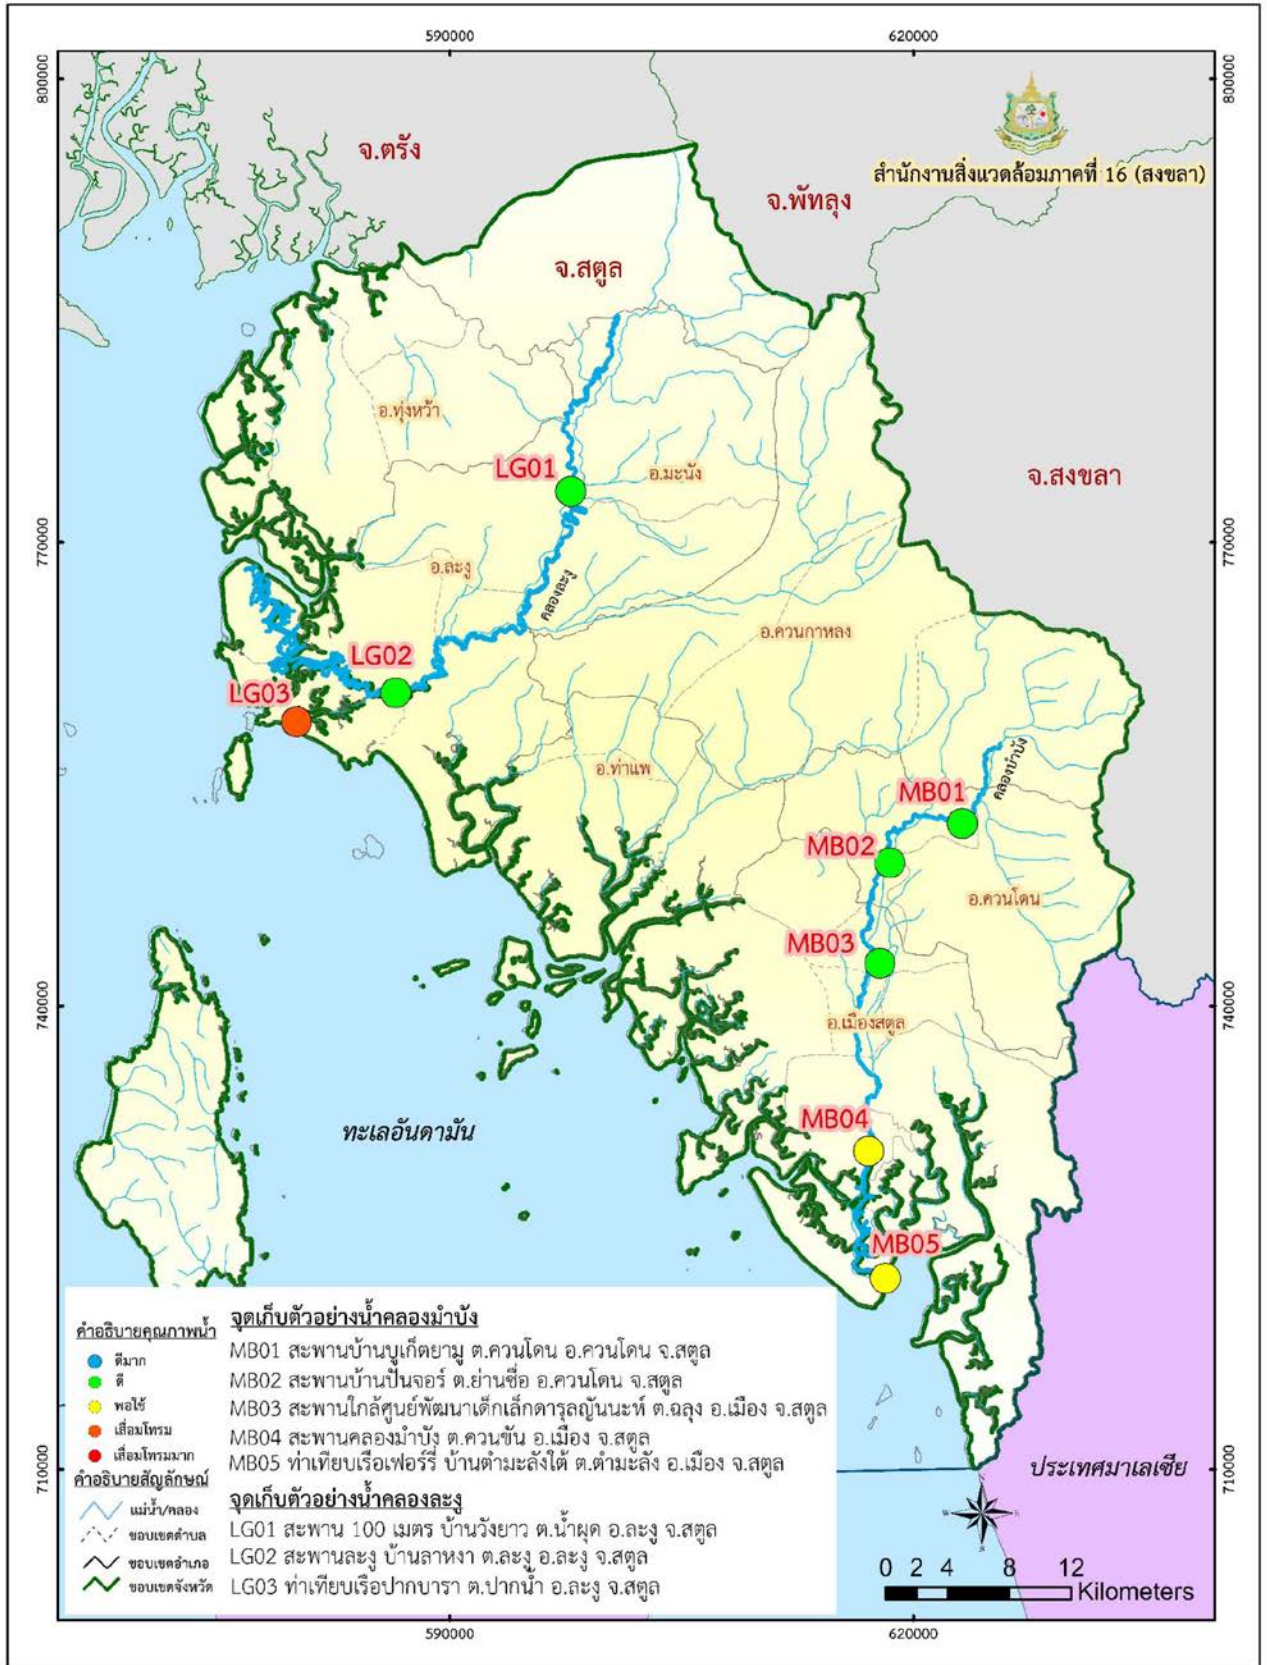 590000
620000
800000
800000
จ.ตรัง
สำนักงานสิ่งแวดล้อมภาคที่ 16 (สงขลา)
จ.พัทลุง
จ.สตูล
อ.ทุ่งหว้า
LG01
อ.มะนัง
จ.สงขลา
770000
770000
อ.ละงู
คลองละงู
อ.ควนกาหลง
LG02
LG03
อ.ท่าแพ
คลองบำบัง
MB01
MB02
อ.ควนโดน
MB03
740000
740000
อ.เมืองสตูล
ทะเลอันดามัน
MB04
MB05
คำอธิบายคุณภาพน้ำ
ดีมาก
ดี
พอใช้
เสื่อมโทรม
เสื่อมโทรมมาก
คำอธิบายสัญลักษณ์
แม่น้ำ/คลอง
ขอบเขตตำบล
ขอบเขตอำเภอ
ขอบเขตจังหวัด
จุดเก็บตัวอย่างน้ำคลองมำบัง
MB01 สะพานบ้านบูเก็ตยามู ต.ควนโดน อ.ควนโดน จ.สตูล
MB02 สะพานบ้านปันจอร์ ต.ย่านซื่อ อ.ควนโดน จ.สตูล
MB03 สะพานใกล้ศูนย์พัฒนาเด็กเล็กดารุลญันนะห์ ต.ฉลุง อ.เมือง จ.สตูล
MB04 สะพานคลองมำบัง ต.ควนขัน อ.เมือง จ.สตูล
MB05 ท่าเทียบเรือเฟอร์รี่ บ้านตำมะลังใต้ ต.ตำมะลัง อ.เมือง จ.สตูล
จุดเก็บตัวอย่างน้ำคลองละงู
LG01 สะพาน 100 เมตร บ้านวังยาว ต.น้ำผุด อ.ละงู จ.สตูล
LG02 สะพานละงู บ้านลาหงา ต.ละงู อ.ละงู จ.สตูล
LG03 ท่าเทียบเรือปากบารา ต.ปากน้ำ อ.ละงู จ.สตูล
710000
710000
ประเทศมาเลเซีย
N
W
E
S
0 2 4 8 12
Kilometers
590000
620000